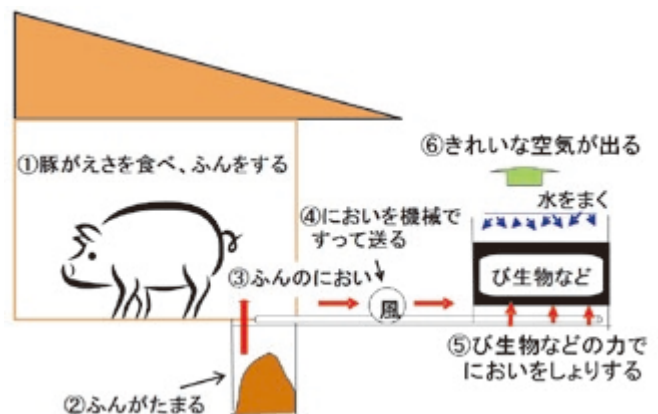 ①豚がえさを食べ、ふんをする
⑥きれいな空気が出る
水をまく
④においを機械で
すって送る
③ふんのにおい
風
び生物など
⑤び生物などの力で
においをしょりする
②ふんがたまる